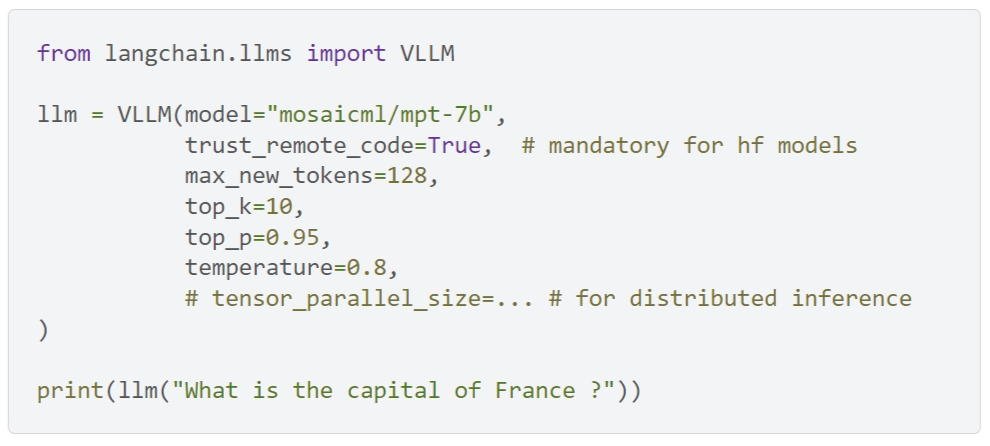 from langchain.llms import VLLM

llm = VLLM(model="mosaicml/mpt-7b",
           trust_remote_code=True,  # mandatory for hf models
           max_new_tokens=128,
           top_k=10,
           top_p=0.95,
           temperature=0.8,
           # tensor_parallel_size=... # for distributed inference
)

print(llm("What is the capital of France ?"))